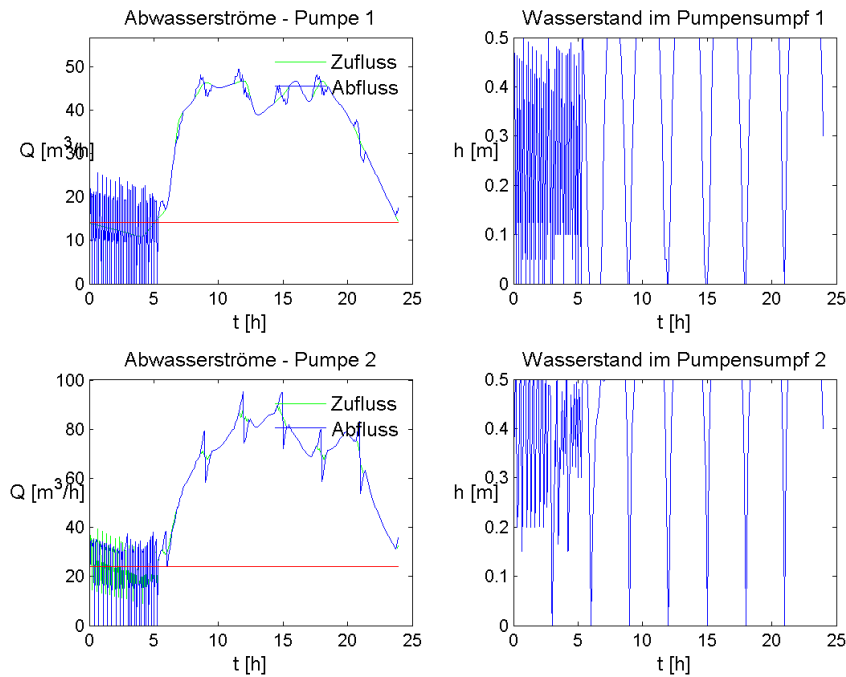 Abwasserströme - Pumpe 1
Zufluss
Abfluss
Q [m³/h]
50
40
30
20
10
0
0 5 10 15 20 25
t [h]
Wasserstand im Pumpensumpf 1
h [m]
0.5
0.4
0.3
0.2
0.1
0
0 5 10 15 20 25
t [h]
Abwasserströme - Pumpe 2
Zufluss
Abfluss
Q [m³/h]
100
80
60
40
20
0
0 5 10 15 20 25
t [h]
Wasserstand im Pumpensumpf 2
h [m]
0.5
0.4
0.3
0.2
0.1
0
0 5 10 15 20 25
t [h]